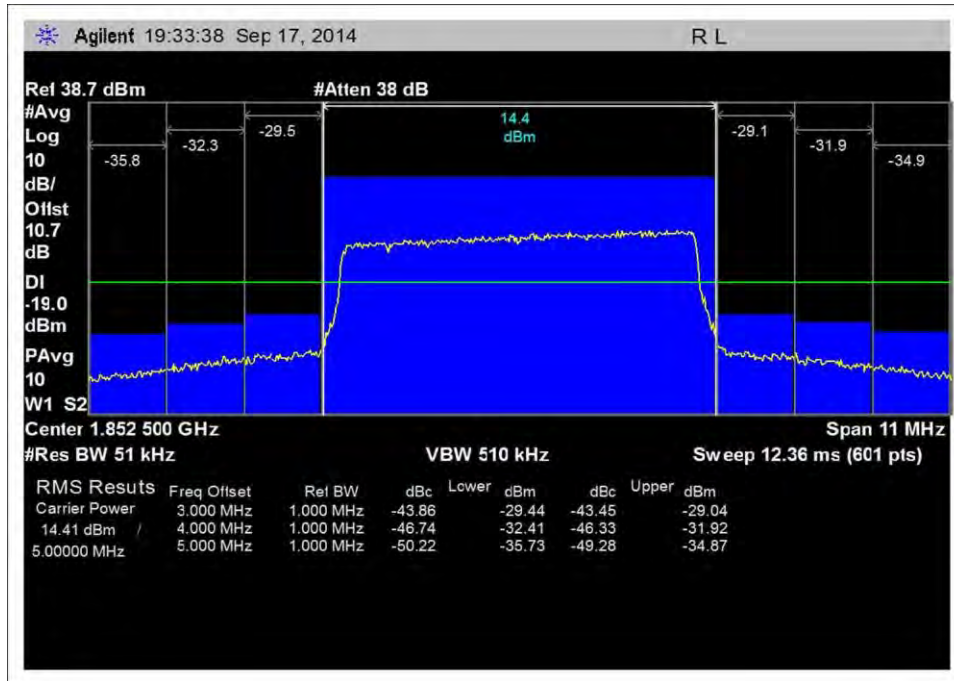 Agilent 19:33:38 Sep 17, 2014 R L
Ref 38.7 dBm #Atten 38 dB
#Avg
Log
10
dB/
Offst
10.7
dB
DI
-19.0
dBm
PAvg
10
W1 S2
-35.8 -32.3 -29.5 14.4 dBm -29.1 -31.9 -34.9
Center 1.852 500 GHz Span 11 MHz
#Res BW 51 kHz VBW 510 kHz Sweep 12.36 ms (601 pts)
RMS Resuts Freq Offset Ref BW dBc Lower dBm dBc Upper dBm
Carrier Power 3.000 MHz 1.000 MHz -43.86 -29.44 -43.45 -29.04
14.41 dBm / 4.000 MHz 1.000 MHz -46.74 -32.41 -46.33 -31.92
5.00000 MHz 5.000 MHz 1.000 MHz -50.22 -35.73 -49.28 -34.87